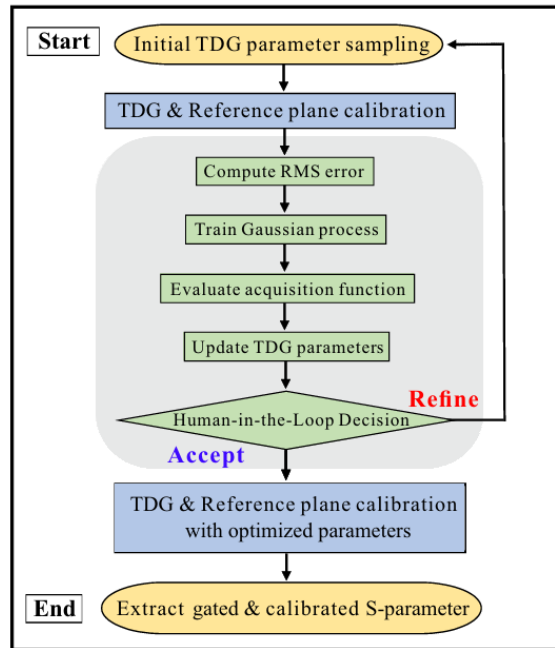 Start
Initial TDG parameter sampling
TDG & Reference plane calibration
Compute RMS error
Train Gaussian process
Evaluate acquisition function
Update TDG parameters
Refine
Human-in-the-Loop Decision
Accept
TDG & Reference plane calibration
with optimized parameters
End
Extract gated & calibrated S-parameter